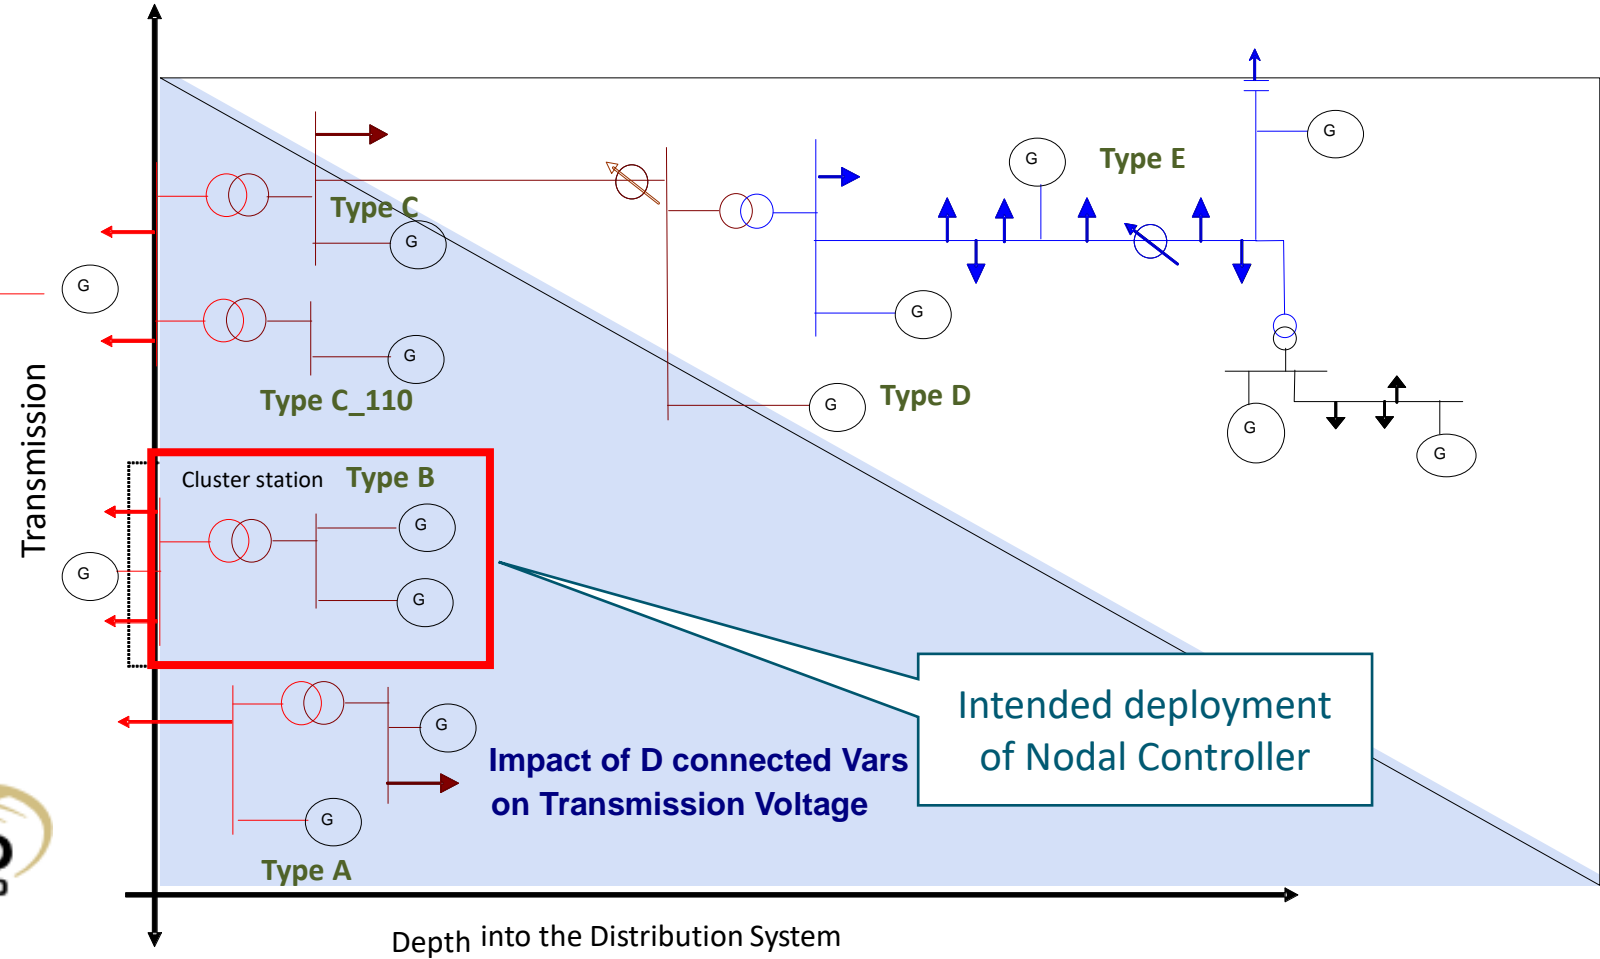 G
Type E
G
Type C
G
G
G
G
Type C_110
Type D
G
G
G
Transmission
Cluster station Type B
G
G
G
Intended deployment
of Nodal Controller
G
Impact of D connected Vars
on Transmission Voltage
G
Type A
Depth into the Distribution System